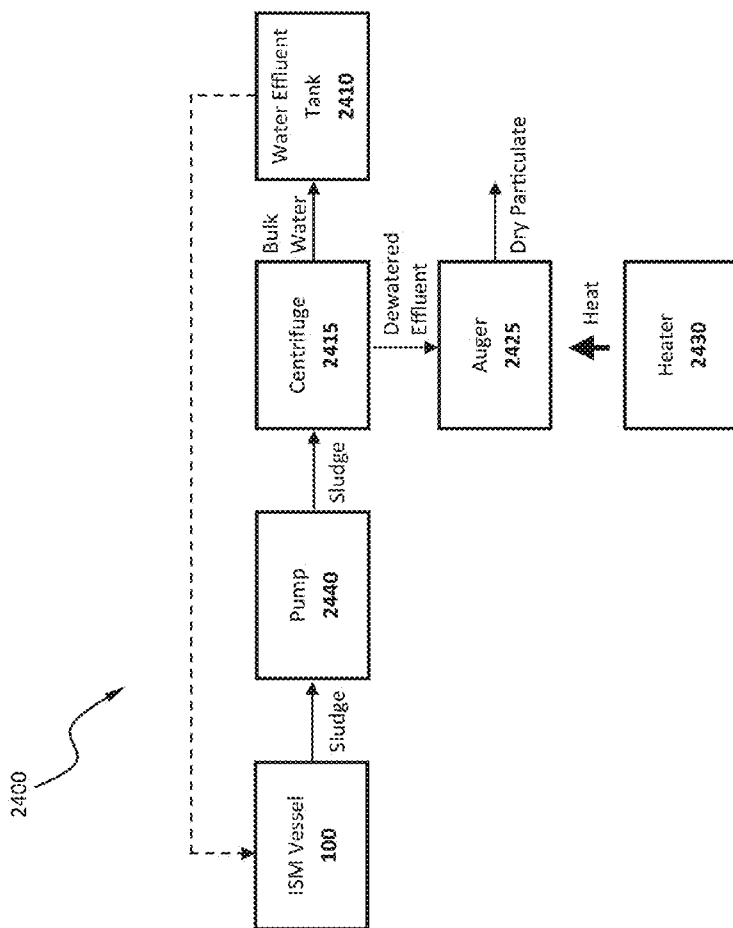 2400
ISM Vessel
100
Sludge
Pump
2440
Sludge
Centrifuge
2415
Bulk
Water
Water Effluent
Tank
2410
Dewatered
Effluent
Auger
2425
Dry Particulate
Heat
Heater
2430